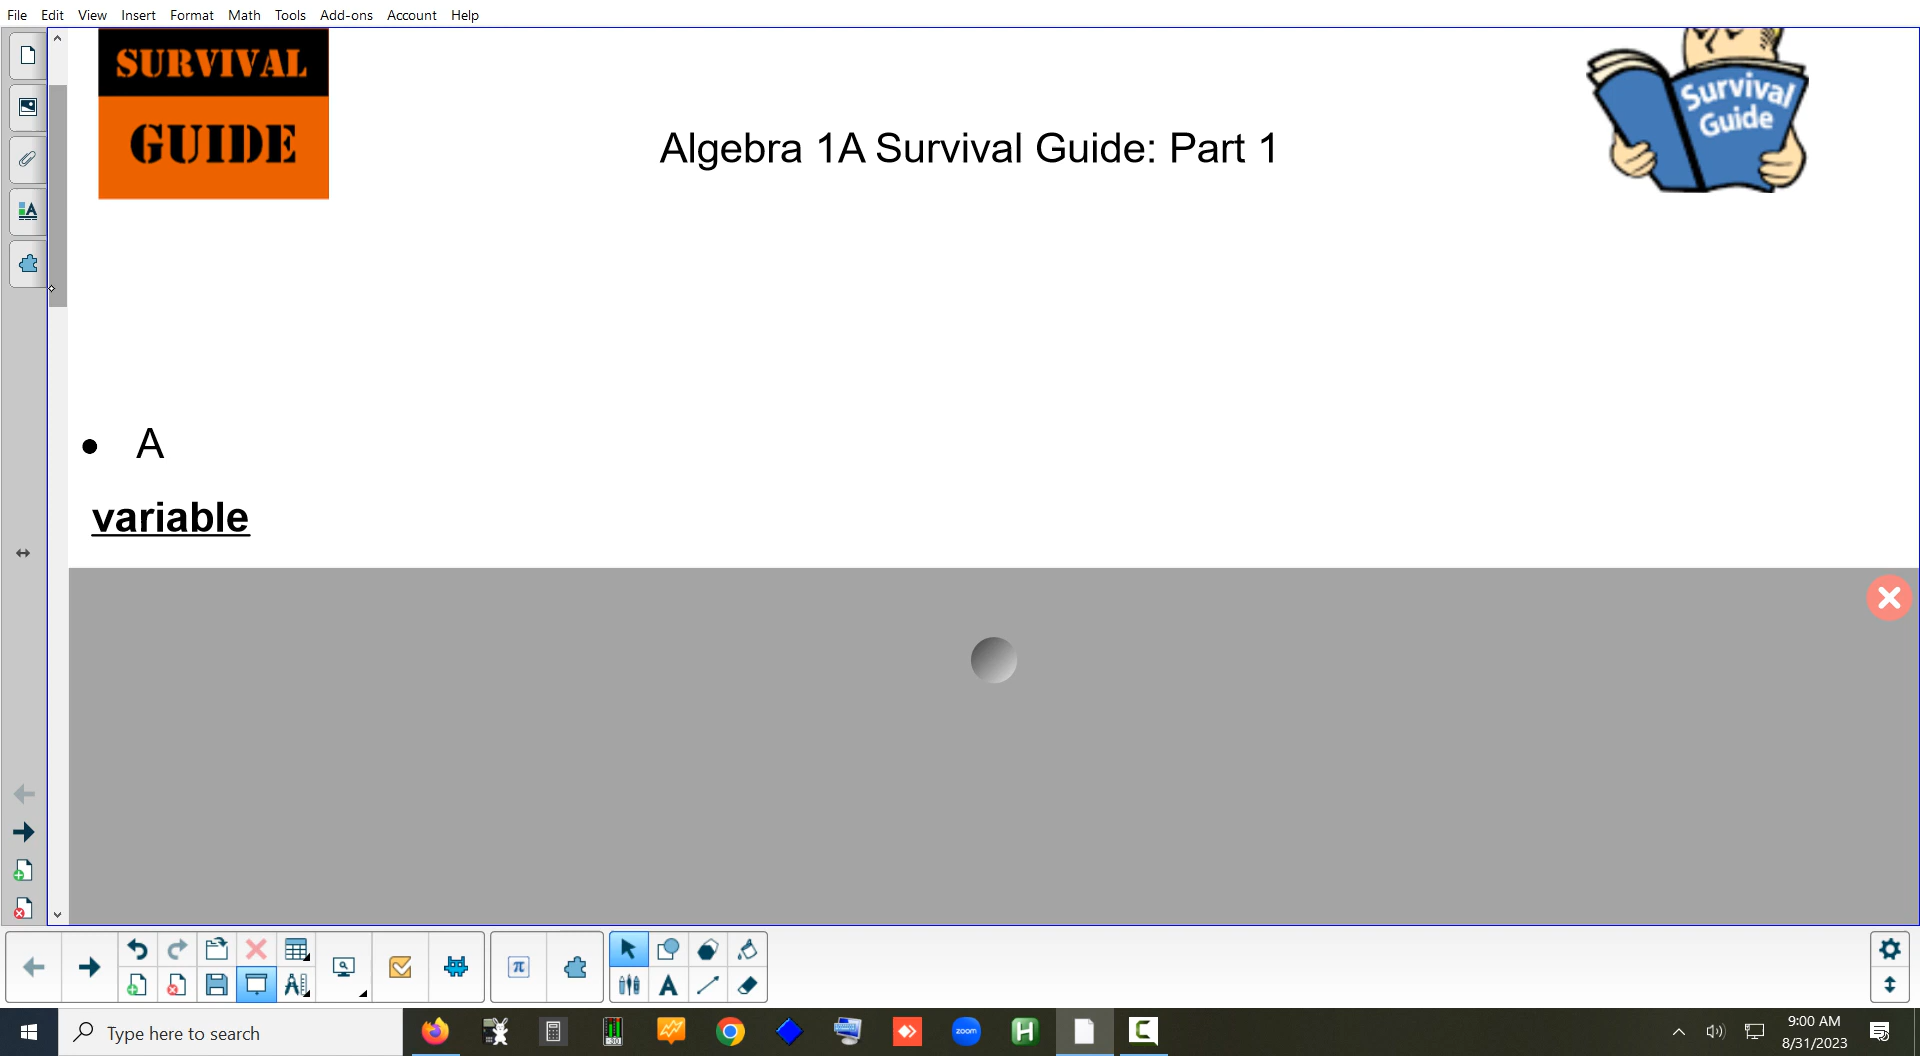 File Edit View Insert Format Math Tools Add-ons Account Help
SURVIVAL
GUIDE
Algebra 1A Survival Guide: Part 1
Survival
Guide
• A
variable
π
A
Type here to search
zoom
H
C
9:00 AM
8/31/2023